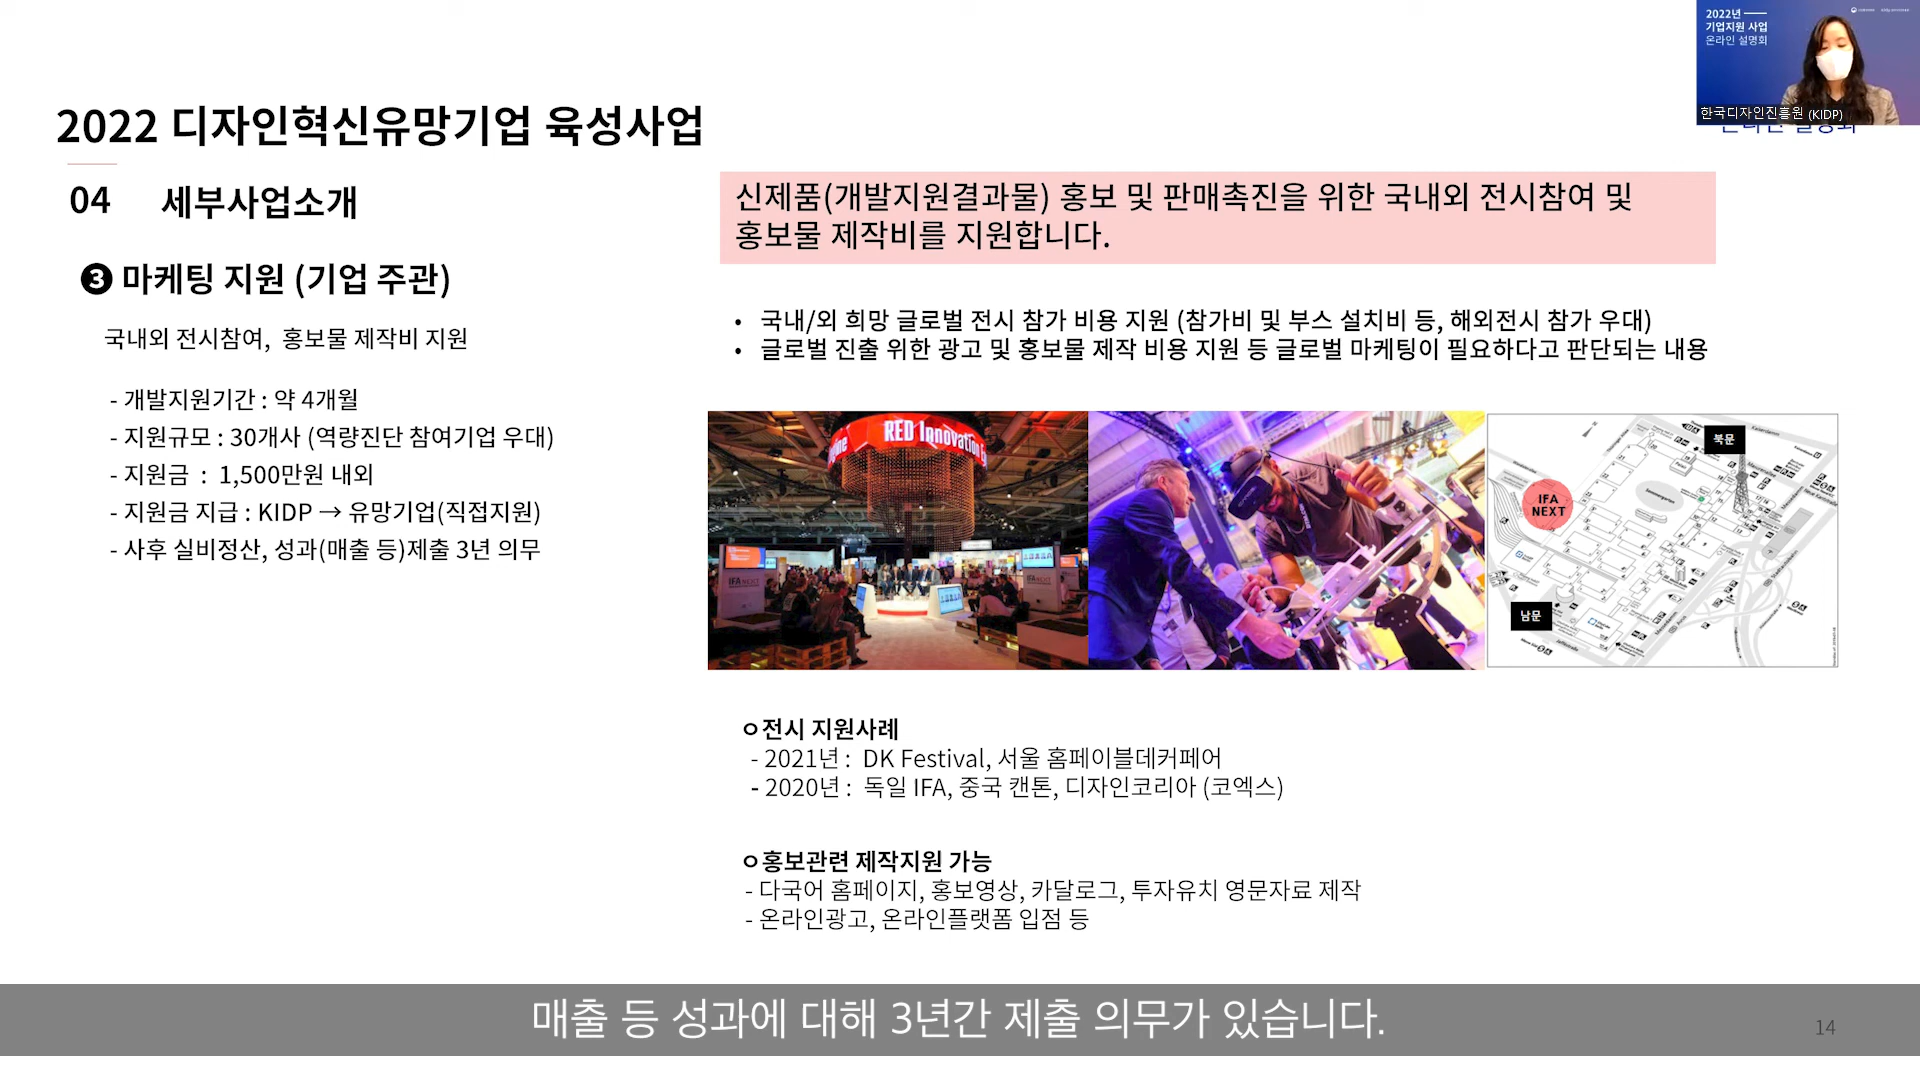 2022년
기업지원 사업
온라인 설명회
한국디자인진흥원 (KIDP)
2022 디자인혁신유망기업 육성사업
04 세부사업소개
❸ 마케팅 지원 (기업 주관)
국내외 전시참여, 홍보물 제작비 지원
- 개발지원기간 : 약 4개월
- 지원규모 : 30개사 (역량진단 참여기업 우대)
- 지원금 : 1,500만원 내외
- 지원금 지급 : KIDP → 유망기업(직접지원)
- 사후 실비정산, 성과(매출 등)제출 3년 의무
신제품(개발지원결과물) 홍보 및 판매촉진을 위한 국내외 전시참여 및
홍보물 제작비를 지원합니다.
• 국내/외 희망 글로벌 전시 참가 비용 지원 (참가비 및 부스 설치비 등, 해외전시 참가 우대)
• 글로벌 진출 위한 광고 및 홍보물 제작 비용 지원 등 글로벌 마케팅이 필요하다고 판단되는 내용
RED Innovation
IFA NEXT
북문
IFA
NEXT
남문
ㅇ전시 지원사례
- 2021년 : DK Festival, 서울 홈페이블데커페어
- 2020년 : 독일 IFA, 중국 캔톤, 디자인코리아 (코엑스)
ㅇ홍보관련 제작지원 가능
- 다국어 홈페이지, 홍보영상, 카달로그, 투자유치 영문자료 제작
- 온라인광고, 온라인플랫폼 입점 등
매출 등 성과에 대해 3년간 제출 의무가 있습니다.
14